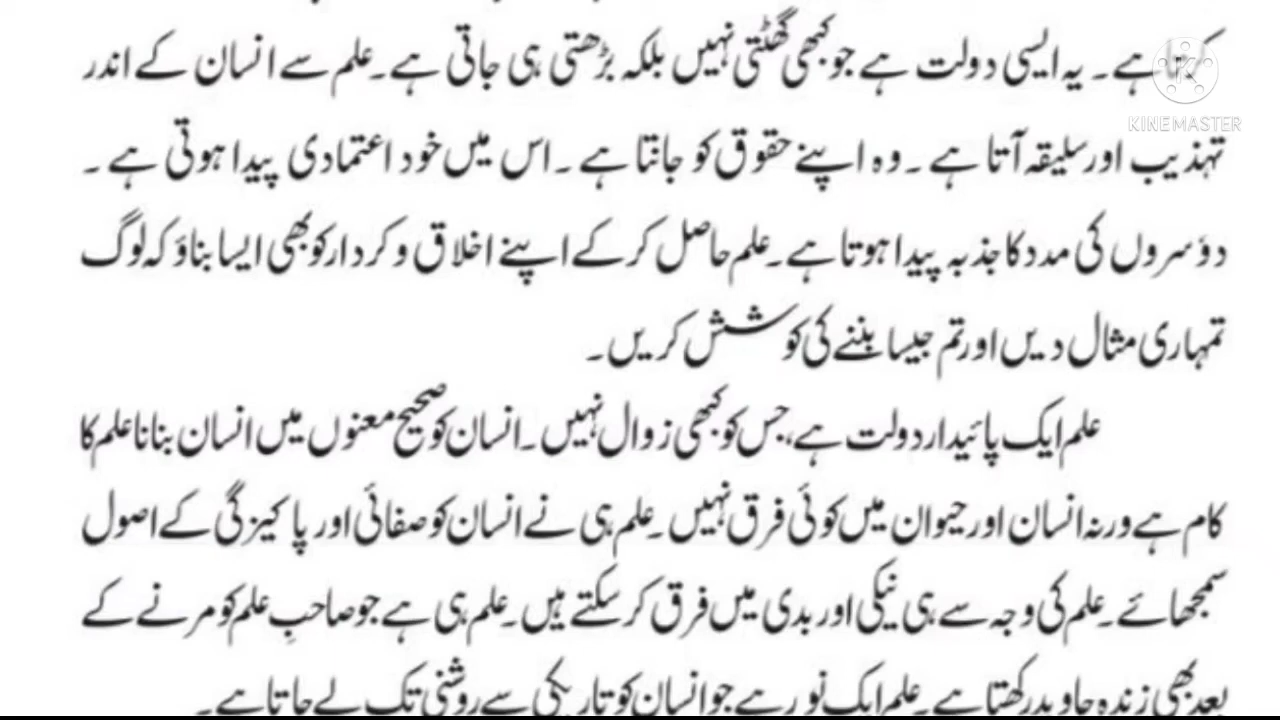 کرتا ہے۔ یہ ایسی دولت ہے جو کبھی گھٹتی نہیں بلکہ بڑھتی ہی جاتی ہے۔ علم سے انسان کے اندر
KINEMASTER
تہذیب اور سلیقہ آتا ہے۔ وہ اپنے حقوق کو جانتا ہے۔ اس میں خود اعتمادی پیدا ہوتی ہے۔
دؤسروں کی مدد کا جذبہ پیدا ہوتا ہے۔ علم حاصل کر کے اپنے اخلاق و کردار کو بھی ایسا بناؤ کہ لوگ
تمہاری مثال دیں اور تم جیسا بننے کی کوشش کریں۔
علم ایک پائیدار دولت ہے، جس کو کبھی زوال نہیں۔ انسان کو صحیح معنوں میں انسان بنانا علم کا
کام ہے ورنہ انسان اور حیوان میں کوئی فرق نہیں۔ علم ہی نے انسان کو صفائی اور پاکیزگی کے اصول
سمجھائے۔ علم کی وجہ سے ہی نیکی اور بدی میں فرق کر سکتے ہیں۔ علم ہی ہے جو صاحبِ علم کو مرنے کے
بعد بھی زندہ جاوید رکھتا ہے۔ علم ایک نور ہے جو انسان کو تاریکی سے روشنی تک لے جاتا ہے۔